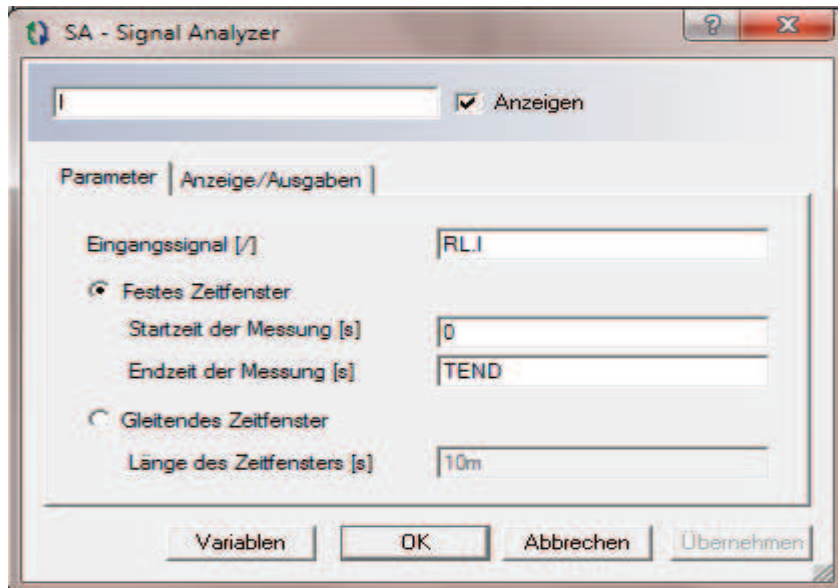 SA - Signal Analyzer
I
Anzeigen
Parameter
Anzeige/Ausgaben
Eingangssignal [/]
RL.I
Festes Zeitfenster
Startzeit der Messung [s]
0
Endzeit der Messung [s]
TEND
Gleitendes Zeitfenster
Länge des Zeitfensters [s]
10m
Variablen
OK
Abbrechen
Übernehmen